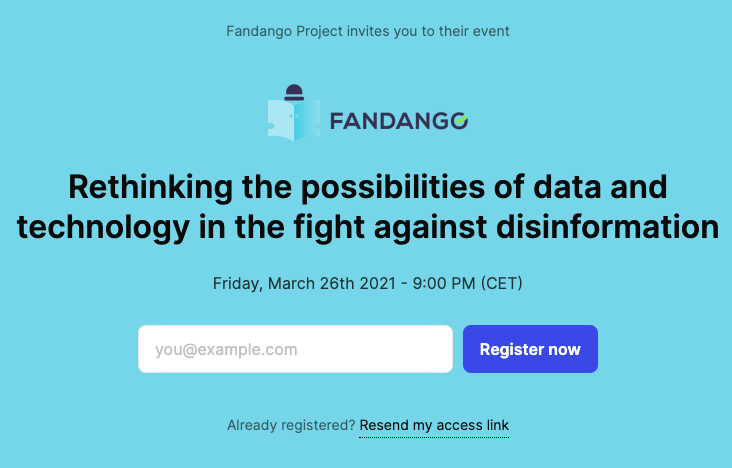 Fandango Project invites you to their event
FANDANGO
Rethinking the possibilities of data and
technology in the fight against disinformation
Friday, March 26th 2021 - 9:00 PM (CET)
you@example.com
Register now
Already registered? Resend my access link